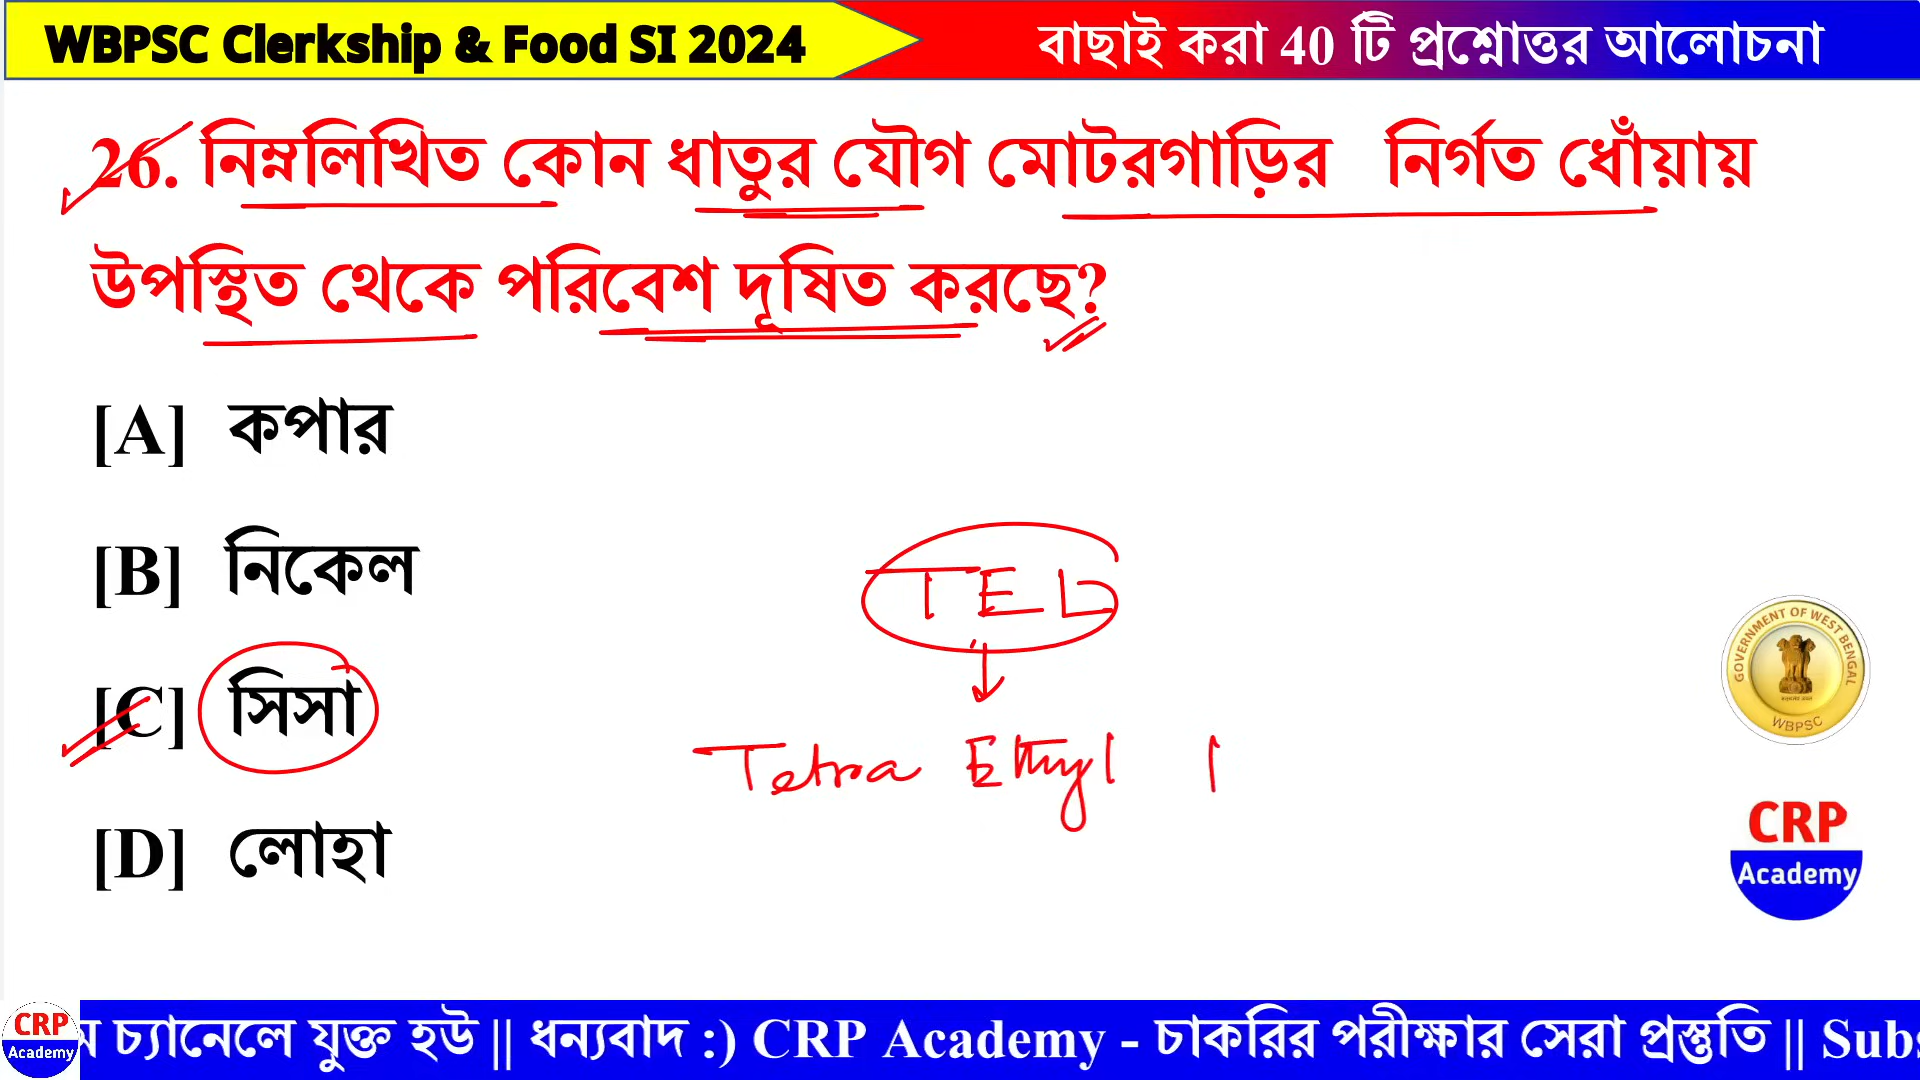 WBPSC Clerkship & Food SI 2024
বাছাই করা 40 টি প্রশ্নোত্তর আলোচনা
26. নিম্নলিখিত কোন ধাতুর যৌগ মোটরগাড়ির নির্গত ধোঁয়ায়
উপস্থিত থেকে পরিবেশ দূষিত করছে?
[A] কপার
[B] নিকেল
[C] সিসা
[D] লোহা
TEL
Tetra Ethyl
GOVERNMENT OF WEST BENGAL
WBPSC
CRP
Academy
CRP
Academy
চ্যানেলে যুক্ত হউ || ধন্যবাদ :) CRP Academy - চাকরির পরীক্ষার সেরা প্রস্তুতি || Subs